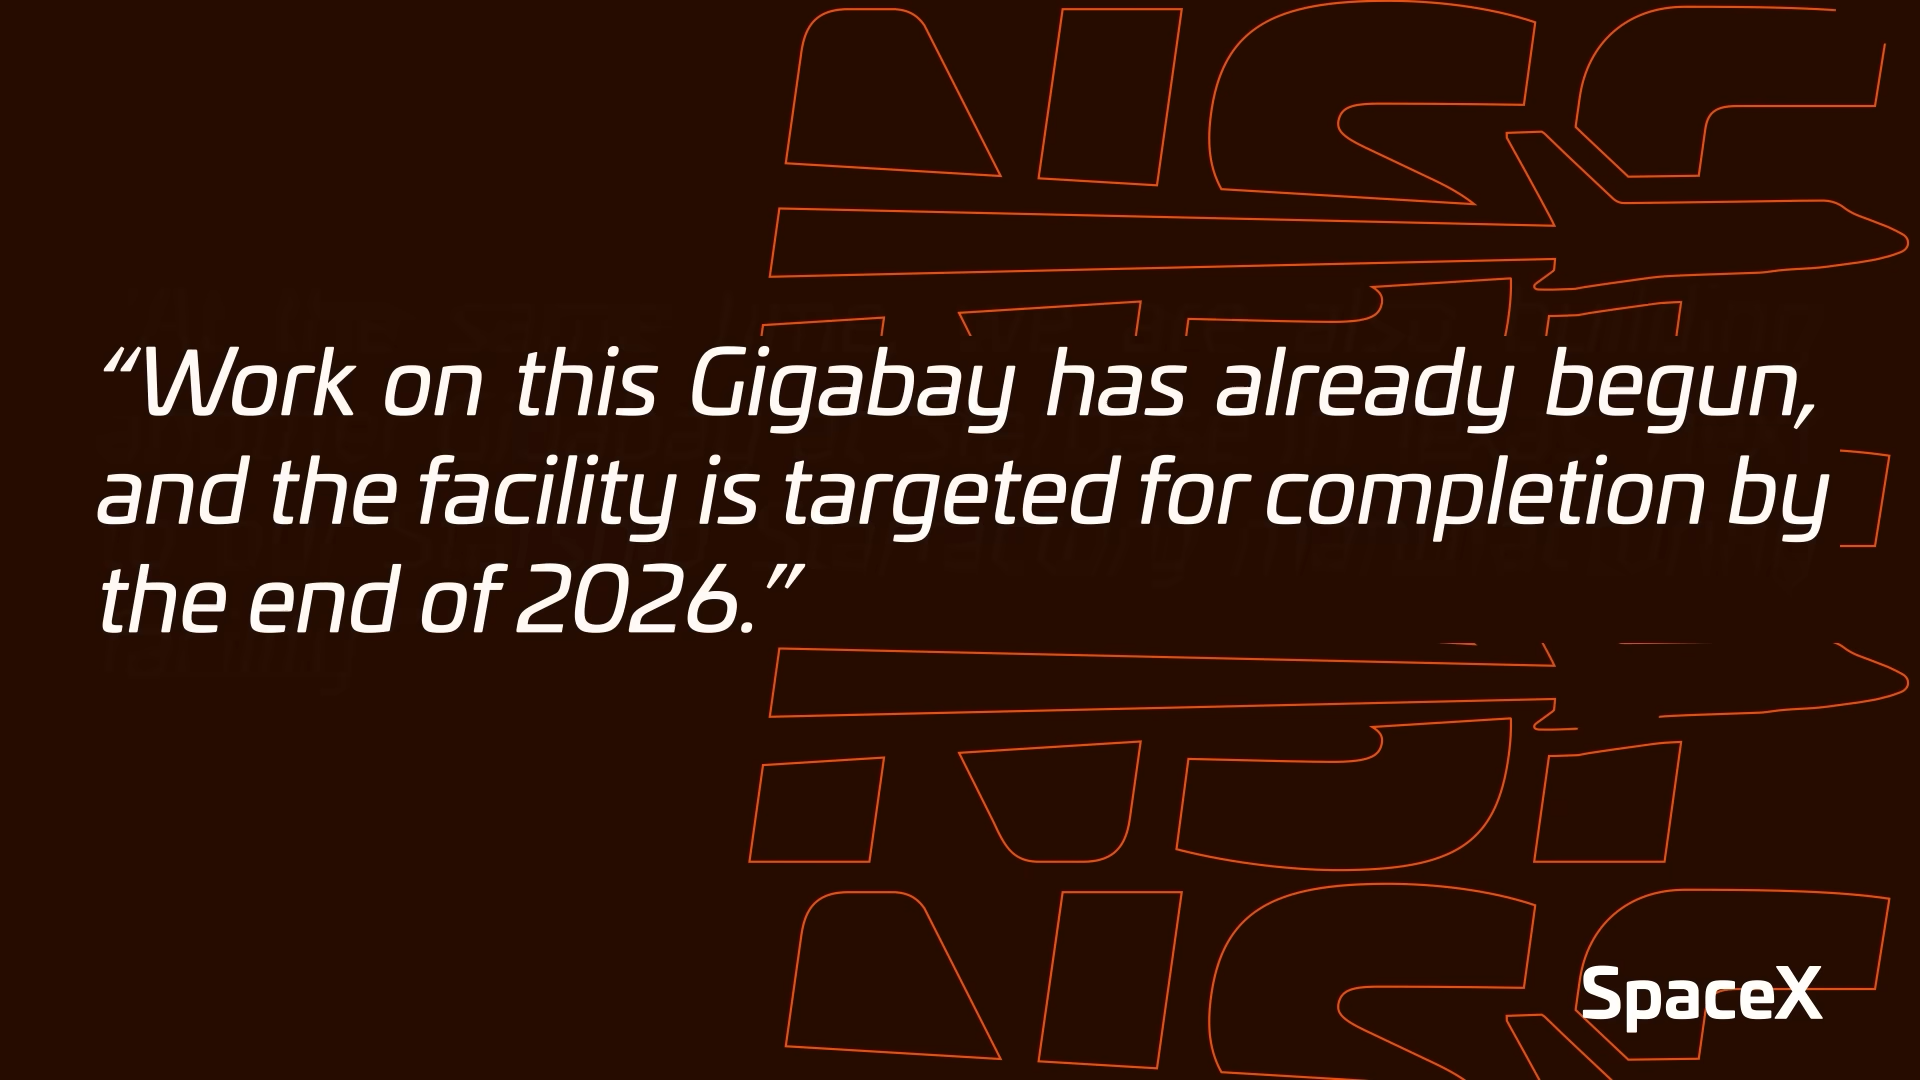 “Work on this Gigabay has already begun,
and the facility is targeted for completion by
the end of 2026.”
SpaceX